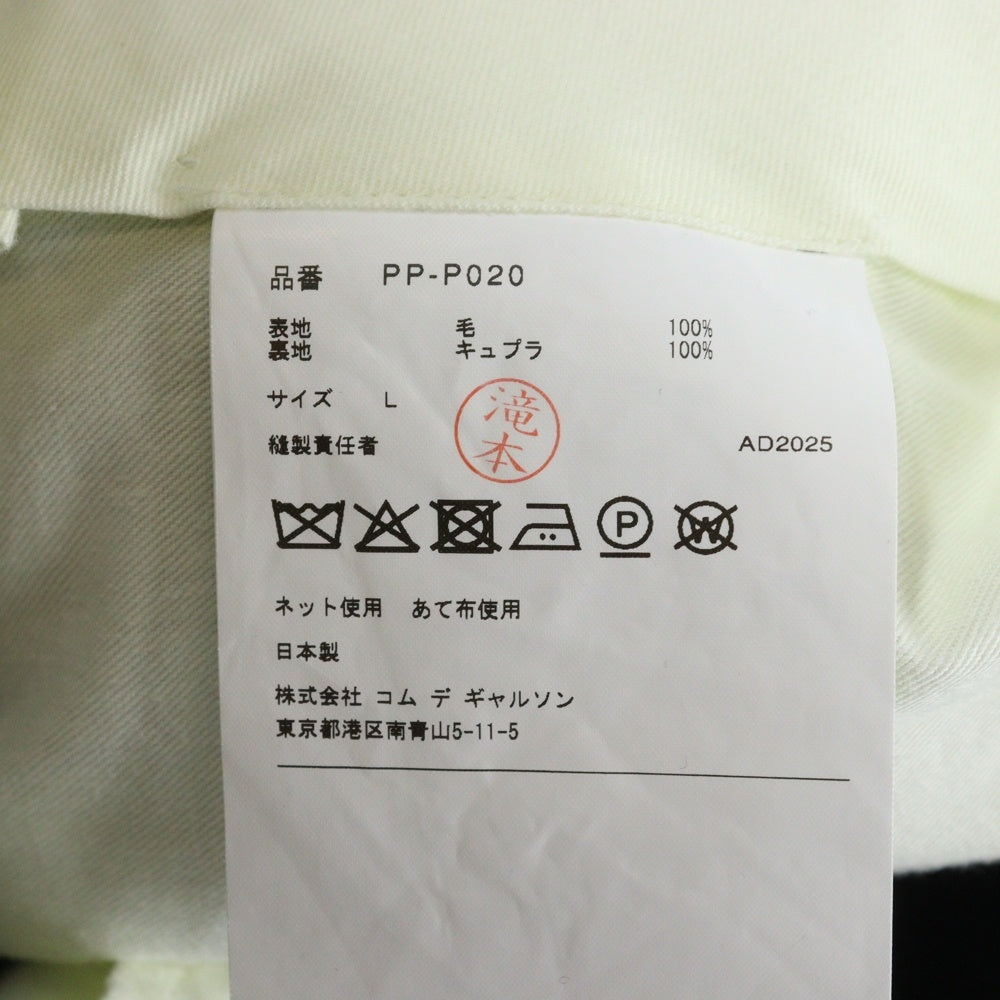 品番 PP-P020
表地 毛 100%
裏地 キュプラ 100%
サイズ L
滝本
縫製責任者 AD2025
P W
ネット使用 あて布使用
日本製
株式会社 コム デ ギャルソン
東京都港区南青山5-11-5